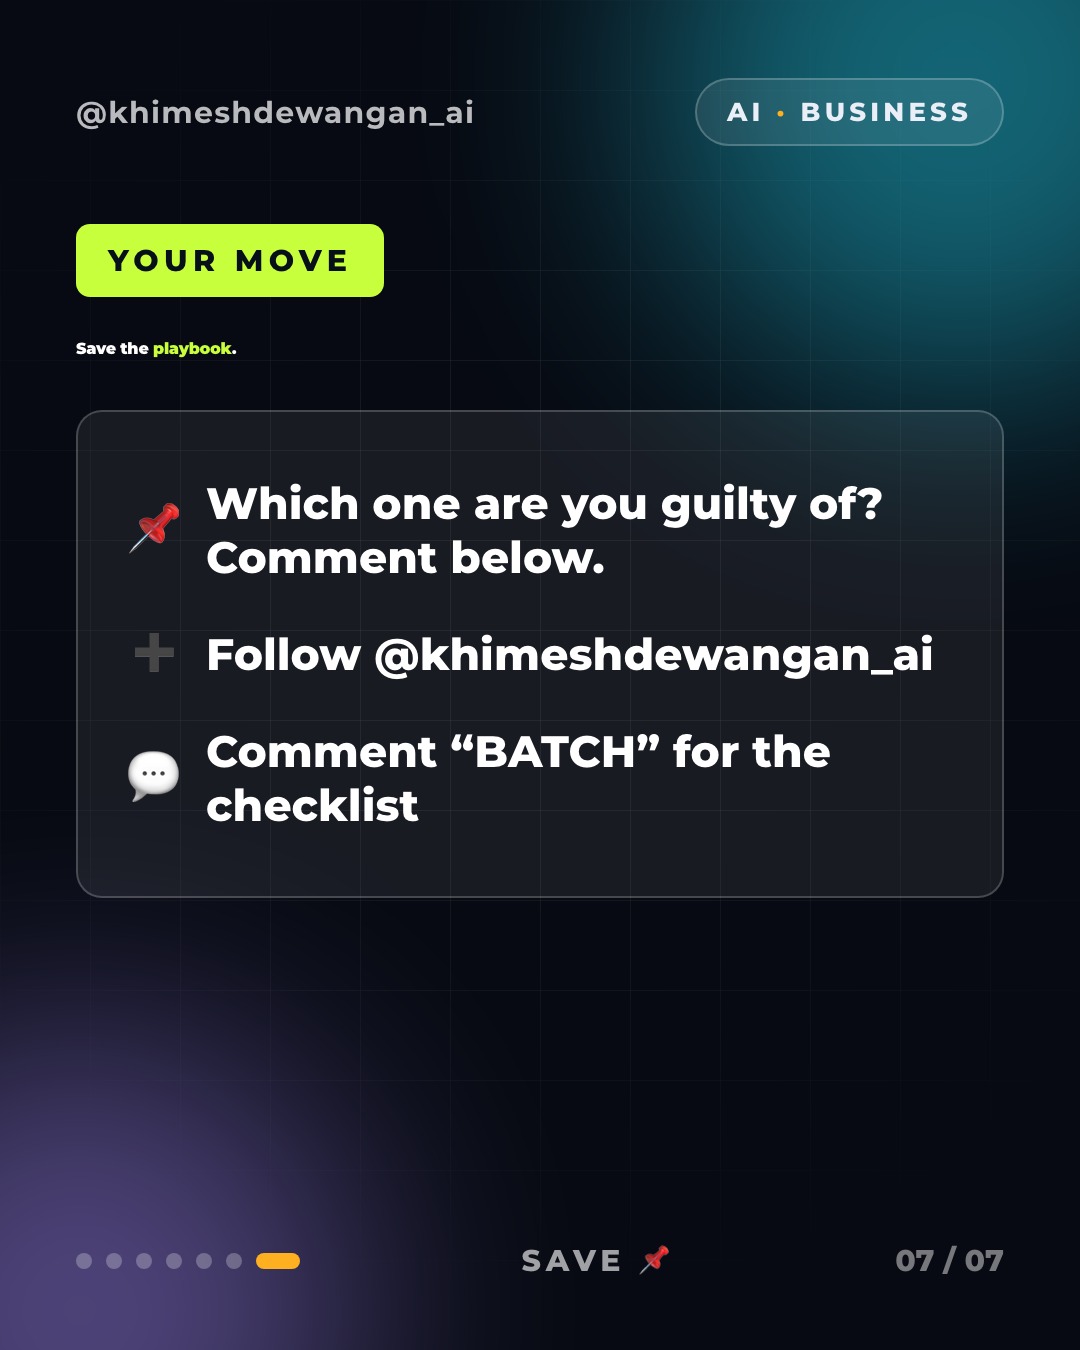 @khimeshdewangan_ai
AI · BUSINESS
YOUR MOVE
Save the playbook.
📌 Which one are you guilty of?
Comment below.
➕ Follow @khimeshdewangan_ai
💬 Comment “BATCH” for the
checklist
SAVE 📌
07 / 07